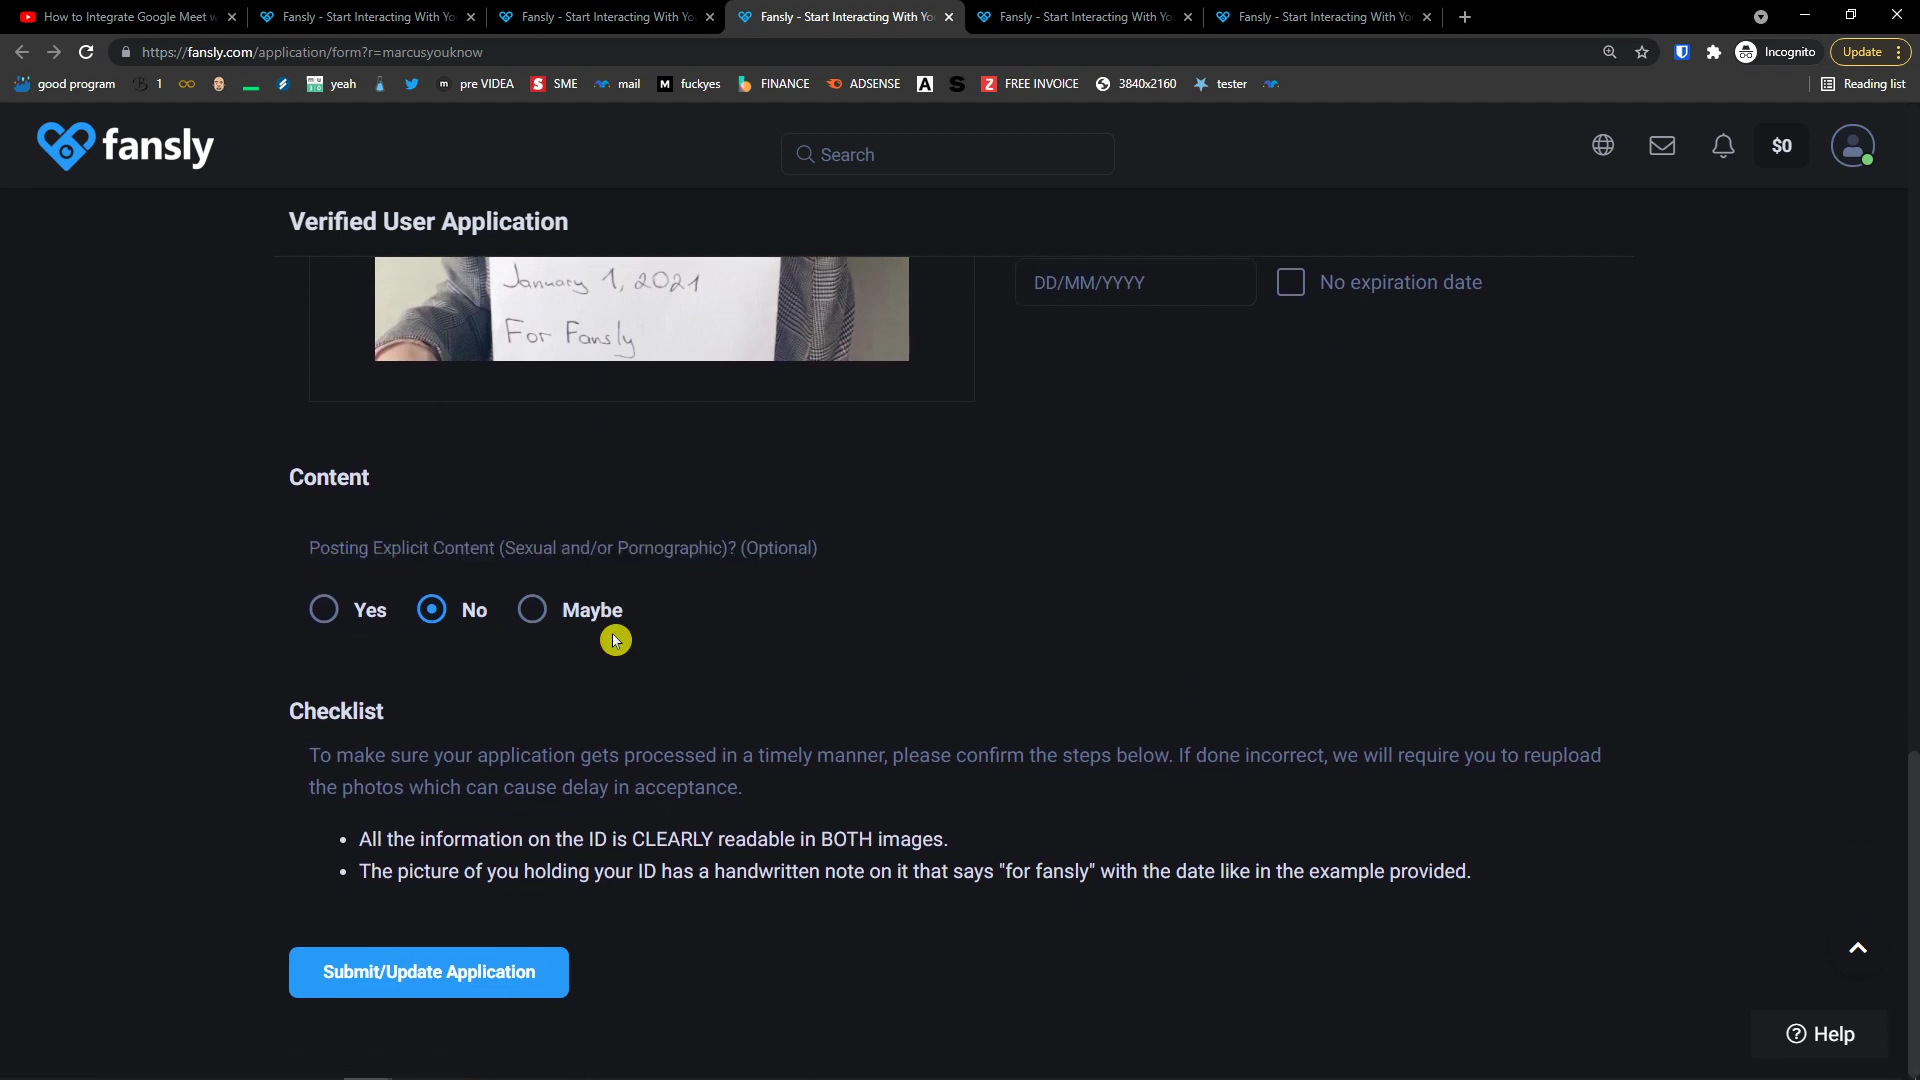 How to Integrate Google Meet w
Fansly - Start Interacting With Yo
Fansly - Start Interacting With Yo
Fansly - Start Interacting With Yo
Fansly - Start Interacting With Yo
Fansly - Start Interacting With Yo
https://fansly.com/application/form?r=marcusyouknow
Incognito
Update
good program
1
yeah
pre VIDEA
SME
mail
fuckyes
FINANCE
ADSENSE
FREE INVOICE
3840x2160
tester
Reading list
fansly
Search
$0
Verified User Application
January 1, 2021
For Fansly
DD/MM/YYYY
No expiration date
Content
Posting Explicit Content (Sexual and/or Pornographic)? (Optional)
Yes
No
Maybe
Checklist
To make sure your application gets processed in a timely manner, please confirm the steps below. If done incorrect, we will require you to reupload
the photos which can cause delay in acceptance.
• All the information on the ID is CLEARLY readable in BOTH images.
• The picture of you holding your ID has a handwritten note on it that says "for fansly" with the date like in the example provided.
Submit/Update Application
Help